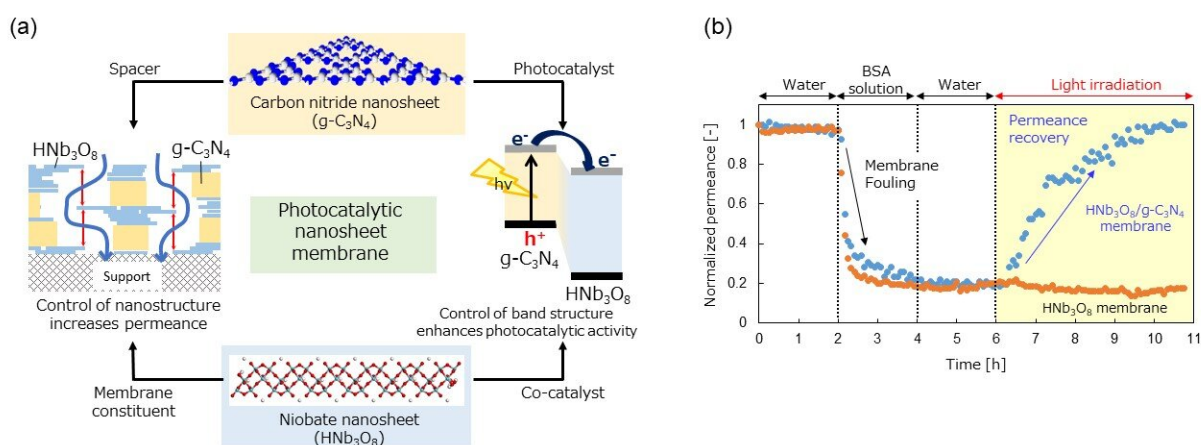 (a)
Spacer
Photocatalyst
Carbon nitride nanosheet
(g-C₃N₄)
HNb₃O₈
g-C₃N₄
Support
Control of nanostructure
increases permeance
Photocatalytic
nanosheet
membrane
e⁻
e⁻
hν
h⁺
g-C₃N₄
HNb₃O₈
Control of band structure
enhances photocatalytic activity
Membrane
constituent
Co-catalyst
Niobate nanosheet
(HNb₃O₈)
(b)
Water
BSA
solution
Water
Light irradiation
Normalized permeance [-]
1
0.8
0.6
0.4
0.2
0
Membrane
Fouling
Permeance
recovery
HNb₃O₈/g-C₃N₄
membrane
HNb₃O₈ membrane
0 1 2 3 4 5 6 7 8 9 10 11
Time [h]